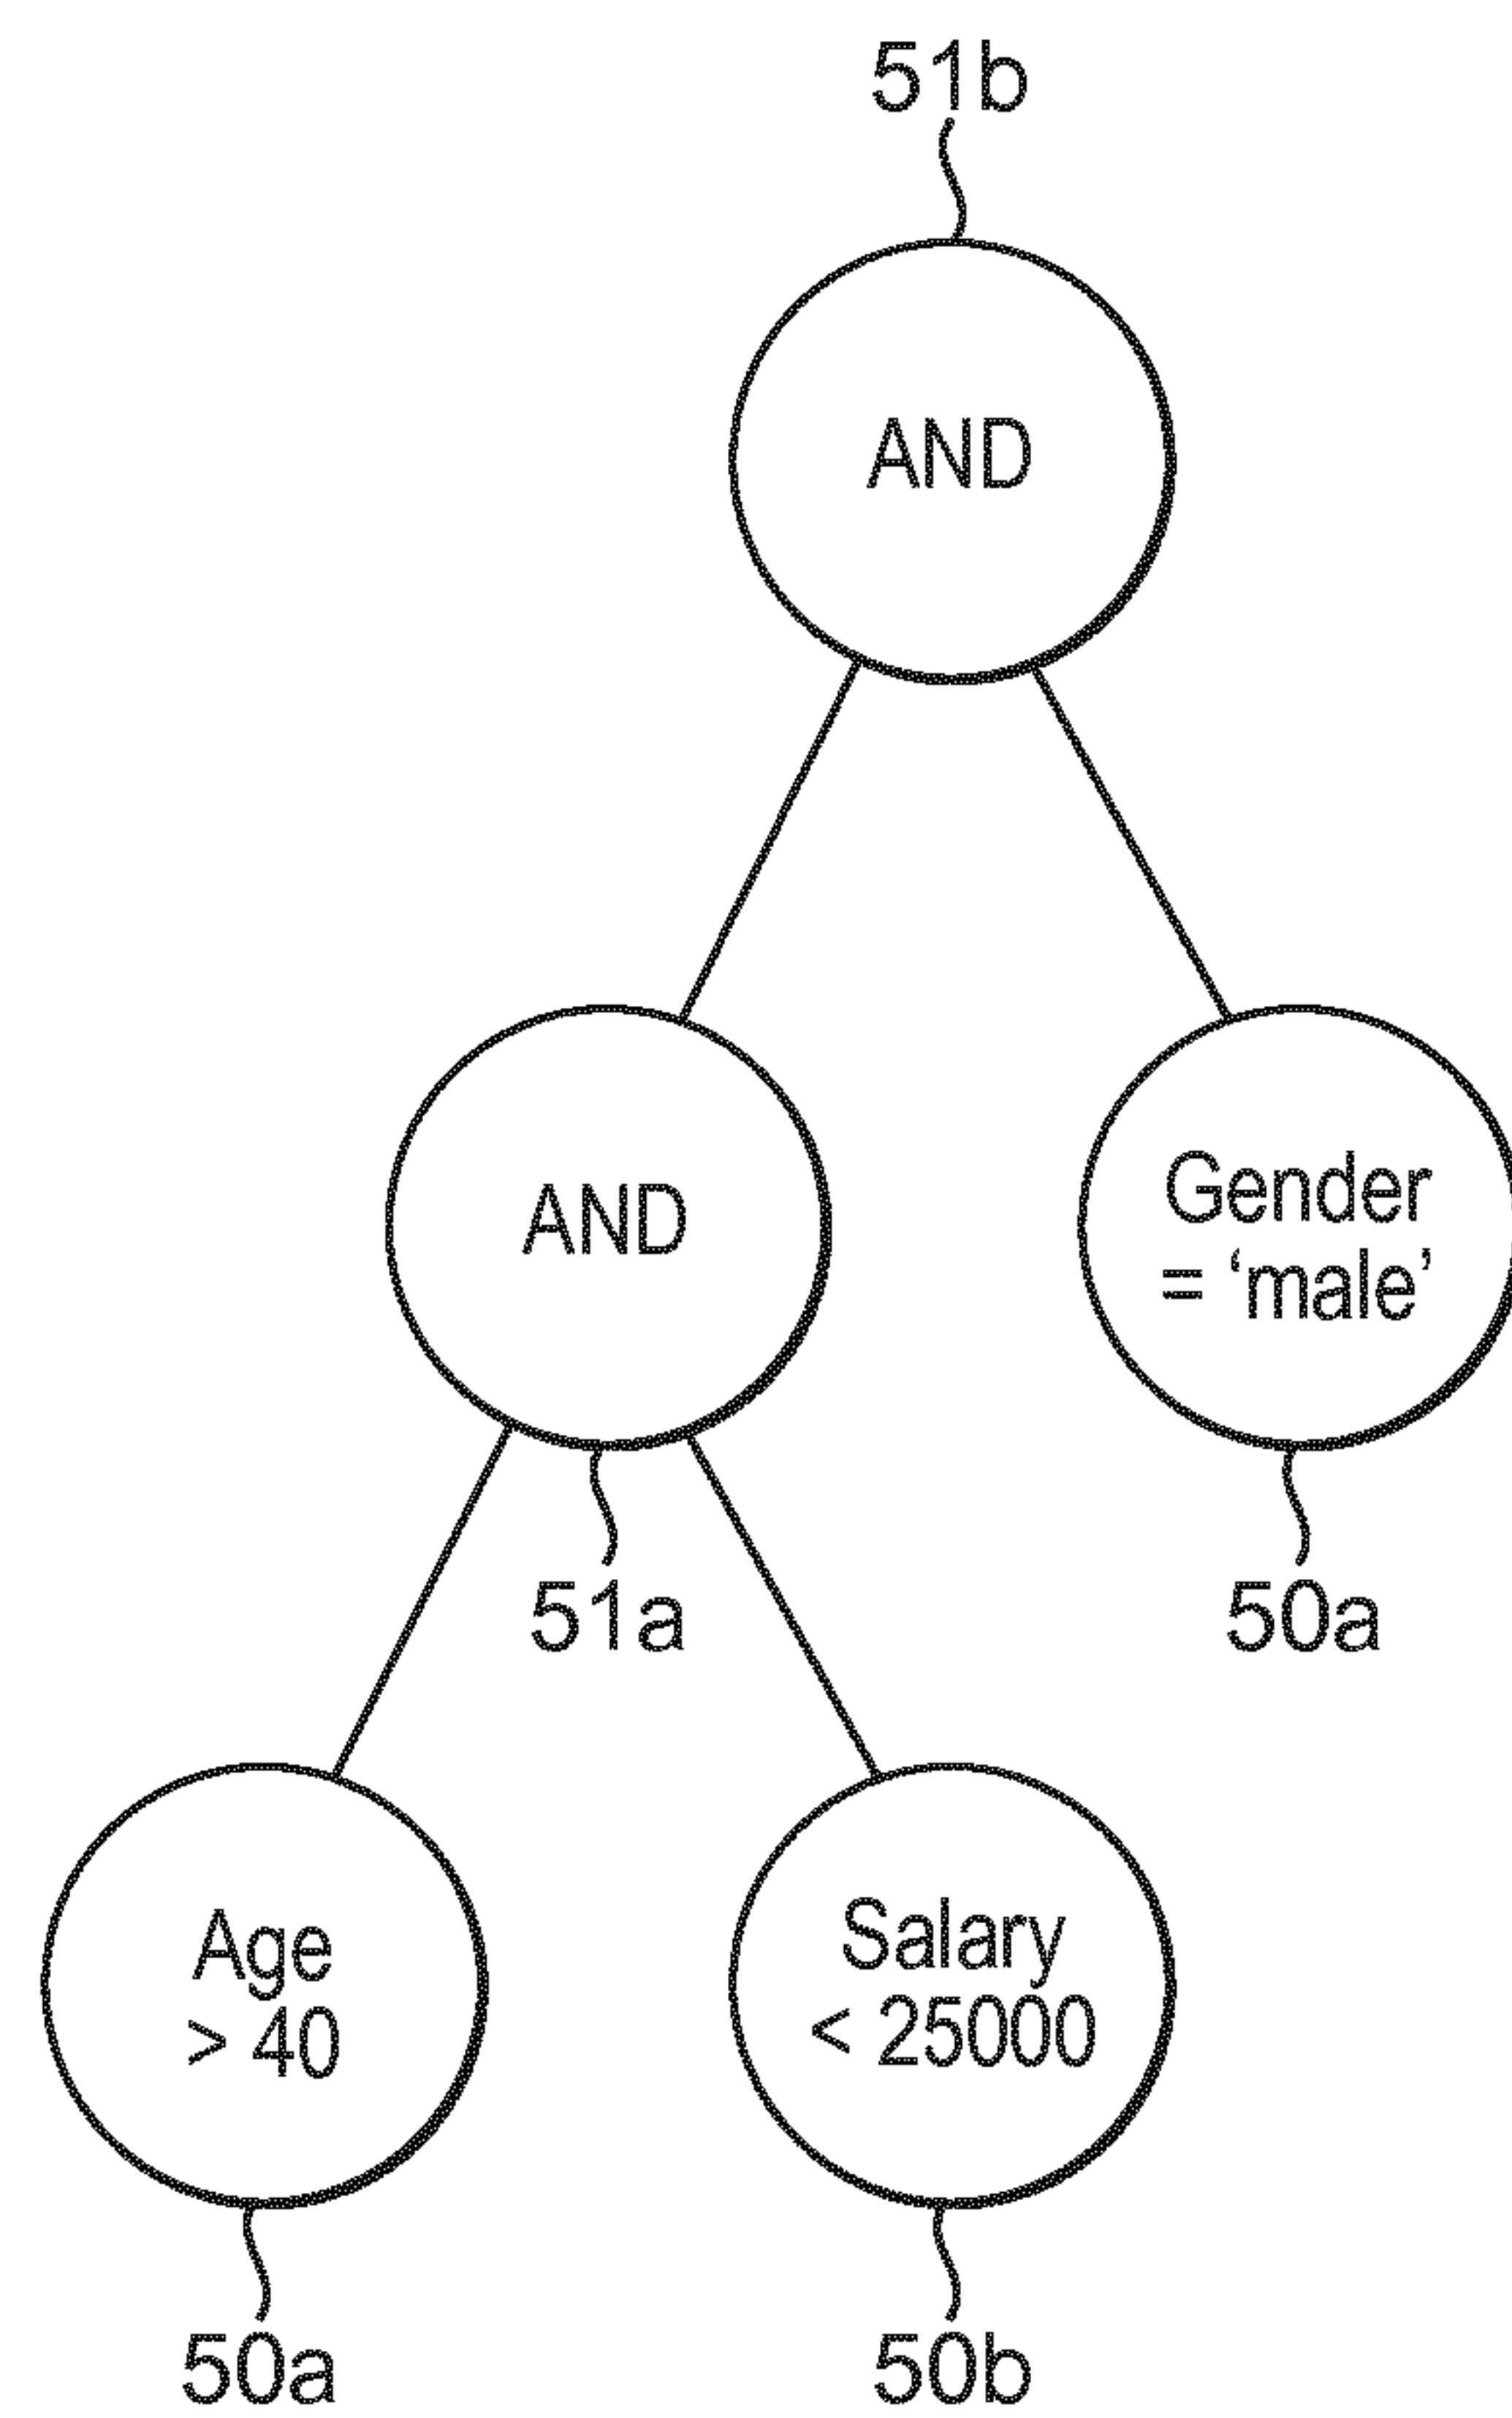 51b
AND
AND
Gender
= ‘male’
51a
50a
Age
> 40
Salary
< 25000
50a
50b